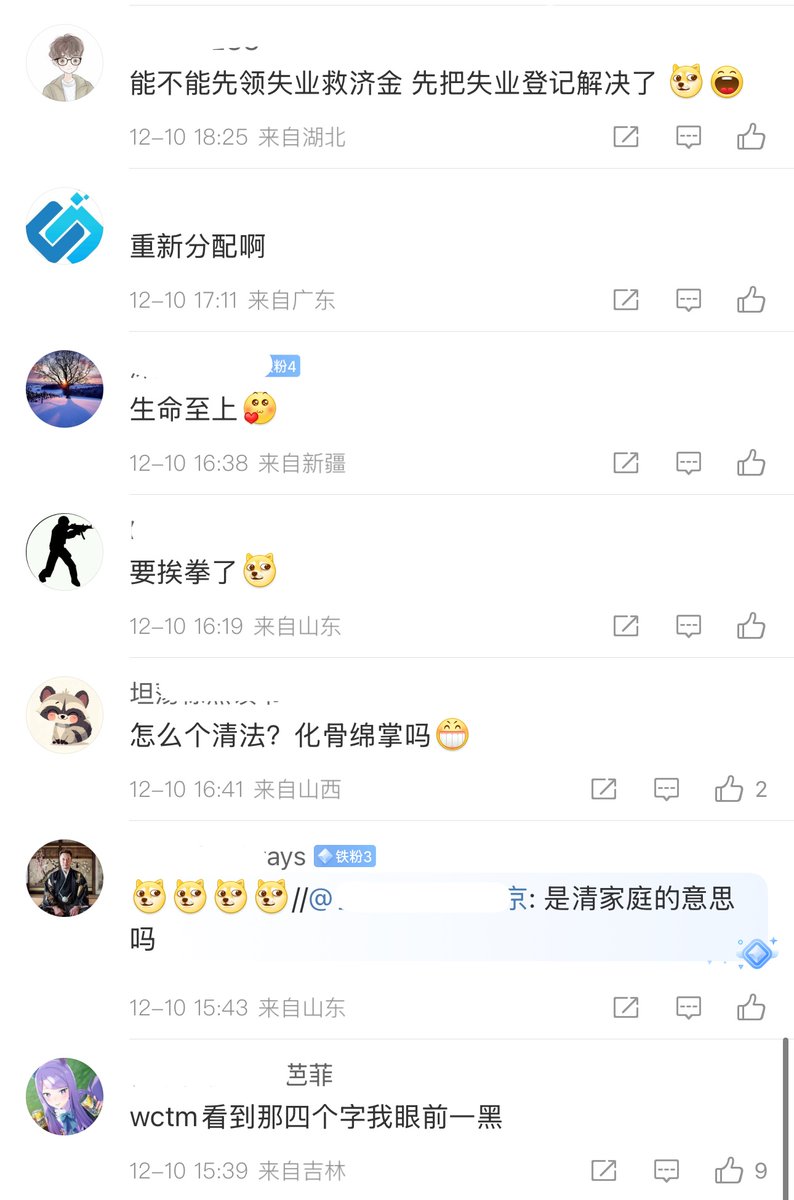 能不能先领失业救济金 先把失业登记解决了
12-10 18:25 来自湖北
重新分配啊
12-10 17:11 来自广东
粉4
生命至上
12-10 16:38 来自新疆
要挨拳了
12-10 16:19 来自山东
坦
怎么个清法？化骨绵掌吗
12-10 16:41 来自山西
2
ays 铁粉3
//@ 京: 是清家庭的意思
吗
12-10 15:43 来自山东
芭菲
wctm看到那四个字我眼前一黑
12-10 15:39 来自吉林
9